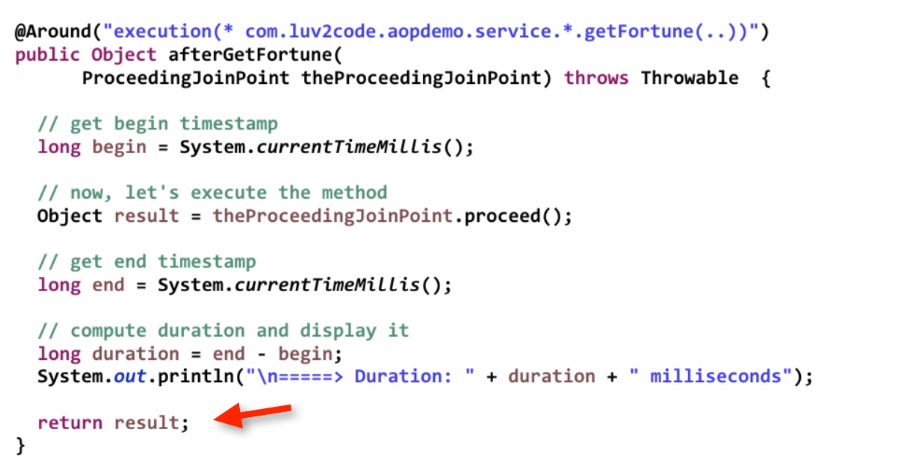 @Around("execution(* com.luv2code.aopdemo.service.*.getFortune(..))")
public Object afterGetFortune(
ProceedingJoinPoint theProceedingJoinPoint) throws Throwable {
// get begin timestamp
long begin = System.currentTimeMillis();
// now, let's execute the method
Object result = theProceedingJoinPoint.proceed();
// get end timestamp
long end = System.currentTimeMillis();
// compute duration and display it
long duration = end - begin;
System.out.println("\n=====> Duration: " + duration + " milliseconds");
return result;
}